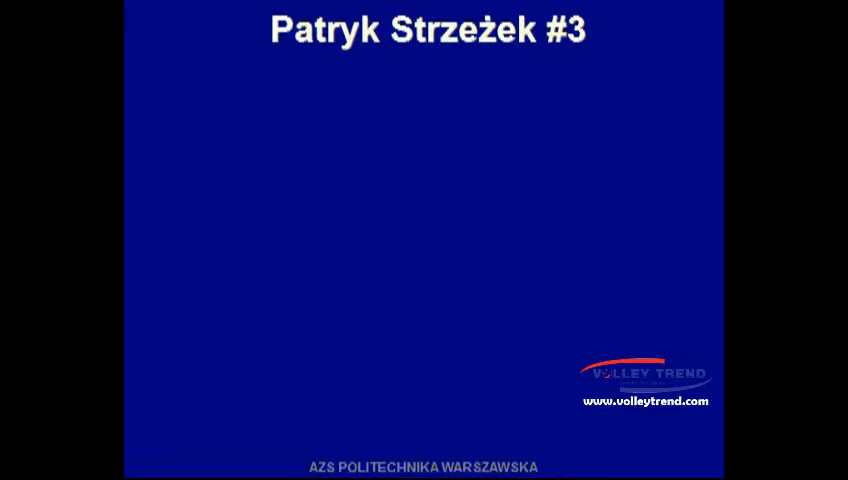 Patryk Strzeżek #3
VOLLEY TREND
www.volleytrend.com
AZS POLITECHNIKA WARSZAWSKA